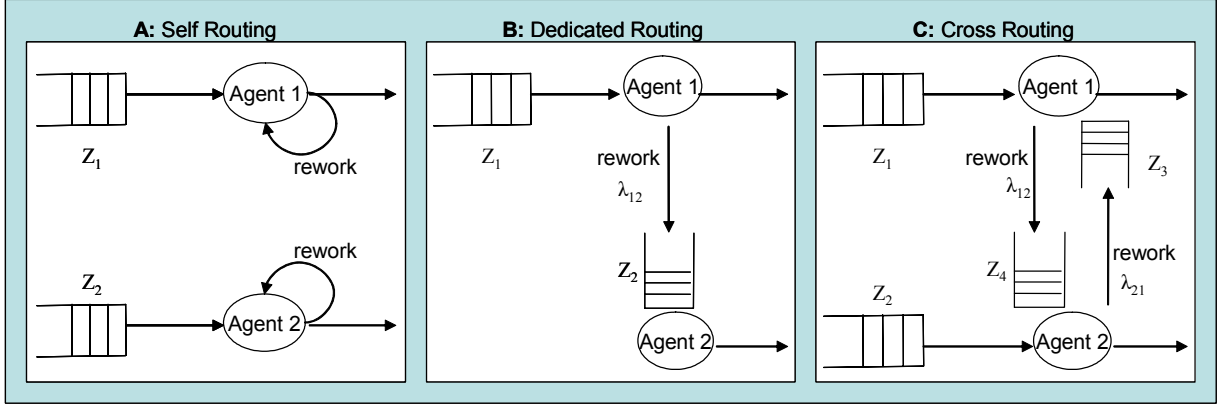 A: Self Routing
Agent 1
Z1
rework
Z2
rework
Agent 2
B: Dedicated Routing
Agent 1
Z1
rework
λ12
Z2
Agent 2
C: Cross Routing
Agent 1
Z1
rework
λ12
Z3
Z4
rework
λ21
Z2
Agent 2